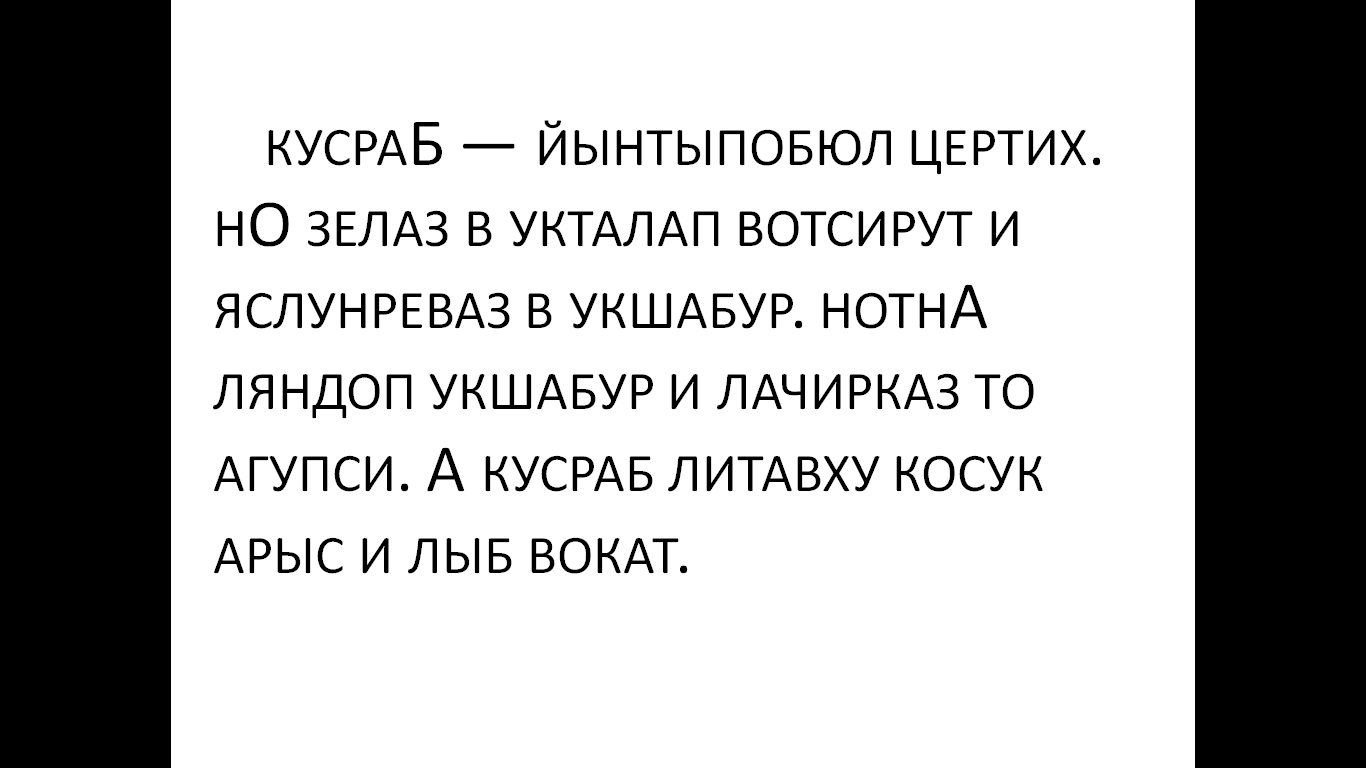 КУСРАБ — ЙЫНТЫПОБЮЛ ЦЕРТИХ.
НО ЗЕЛАЗ В УКТАЛАП ВОТСИРУТ И
ЯСЛУНРЕВАЗ В УКШАБУР. НОТНА
ЛЯНДОП УКШАБУР И ЛАЧИРКАЗ ТО
АГУПСИ. А КУСРАБ ЛИТАВХУ КОСУК
АРЫС И ЛЫБ ВОКАТ.